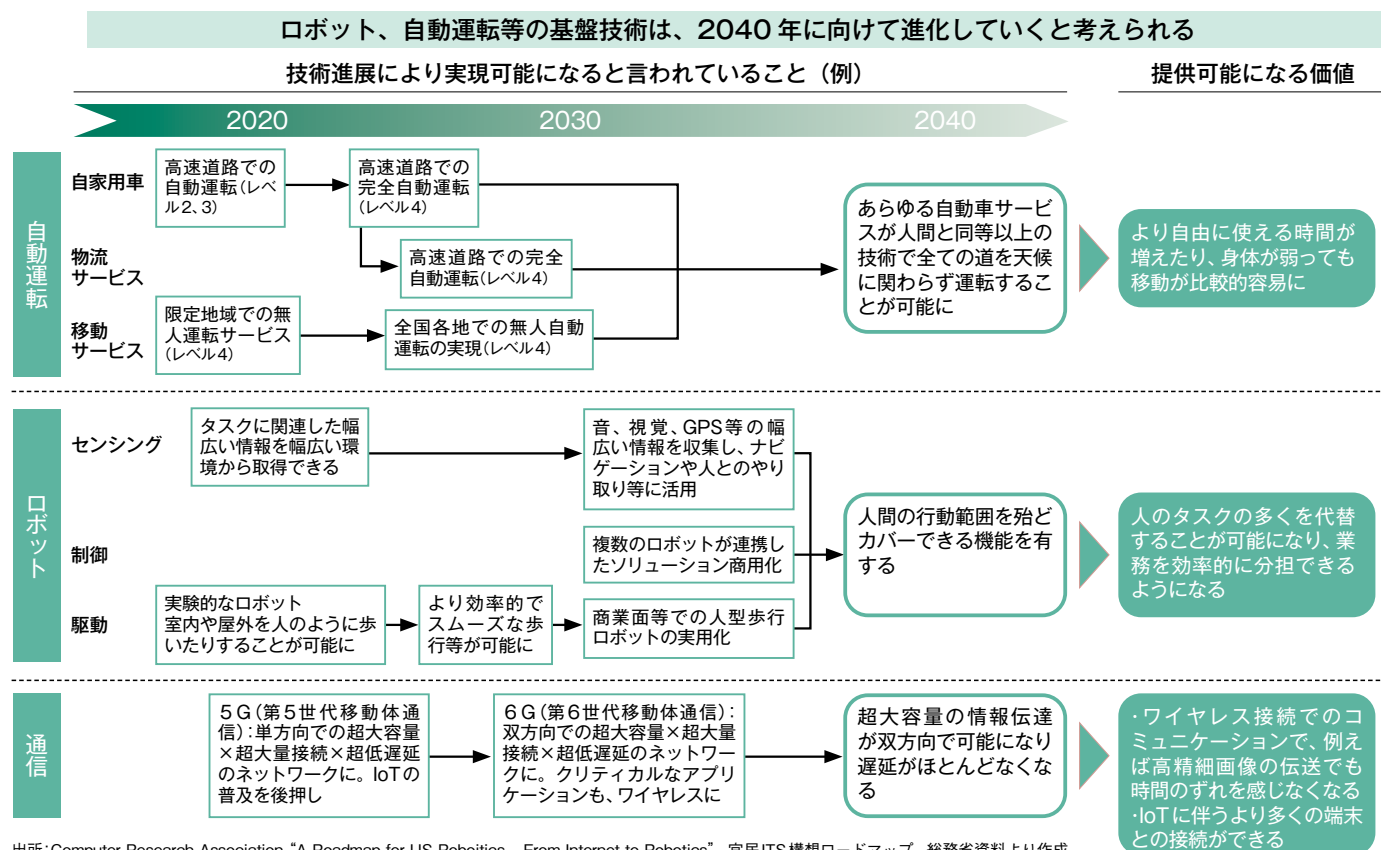 ロボット、自動運転等の基盤技術は、2040 年に向けて進化していくと考えられる
技術進展により実現可能になると言われていること（例）
提供可能になる価値
2020
2030
2040
自動運転
自家用車
高速道路での
自動運転(レベ
ル2、3)
高速道路での
完全自動運転
(レベル4)
物流
サービス
高速道路での完全
自動運転(レベル4)
移動
サービス
限定地域での無
人運転サービス
(レベル4)
全国各地での無人自動
運転の実現(レベル4)
あらゆる自動車サービ
スが人間と同等以上の
技術で全ての道を天候
に関わらず運転するこ
とが可能に
より自由に使える時間が
増えたり、身体が弱っても
移動が比較的容易に
ロボット
センシング
タスクに関連した幅
広い情報を幅広い環
境から取得できる
音、視覚、GPS等の幅
広い情報を収集し、ナビ
ゲーションや人とのやり
取り等に活用
制御
複数のロボットが連携し
たソリューション商用化
駆動
実験的なロボット
室内や屋外を人のように歩
いたりすることが可能に
より効率的で
スムーズな歩
行等が可能に
商業面等での人型歩行
ロボットの実用化
人間の行動範囲を殆ど
カバーできる機能を有
する
人のタスクの多くを代替
することが可能になり、業
務を効率的に分担できる
ようになる
通信
5G(第5世代移動体通
信)：単方向での超大容量
×超大量接続×超低遅延
のネットワークに。IoTの
普及を後押し
6G(第6世代移動体通信)：
双方向での超大容量×超大量
接続×超低遅延のネットワー
クに。クリティカルなアプリ
ケーションも、ワイヤレスに
超大容量の情報伝達
が双方向で可能になり
遅延がほとんどなくな
る
・ワイヤレス接続でのコ
ミュニケーションで、例え
ば高精細画像の伝送でも
時間のずれを感じなくなる
・IoTに伴うより多くの端末
との接続ができる